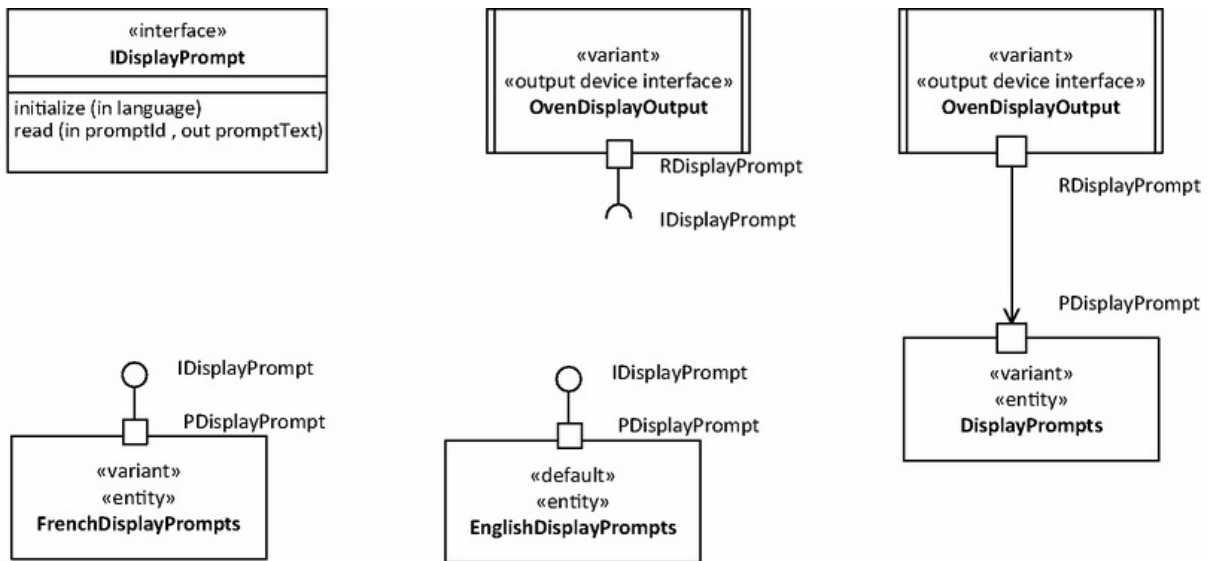 «interface»
IDisplayPrompt
initialize (in language)
read (in promptId , out promptText)
«variant»
«output device interface»
OvenDisplayOutput
RDisplayPrompt
IDisplayPrompt
«variant»
«output device interface»
OvenDisplayOutput
RDisplayPrompt
PDisplayPrompt
«variant»
«entity»
DisplayPrompts
IDisplayPrompt
PDisplayPrompt
«variant»
«entity»
FrenchDisplayPrompts
IDisplayPrompt
PDisplayPrompt
«default»
«entity»
EnglishDisplayPrompts